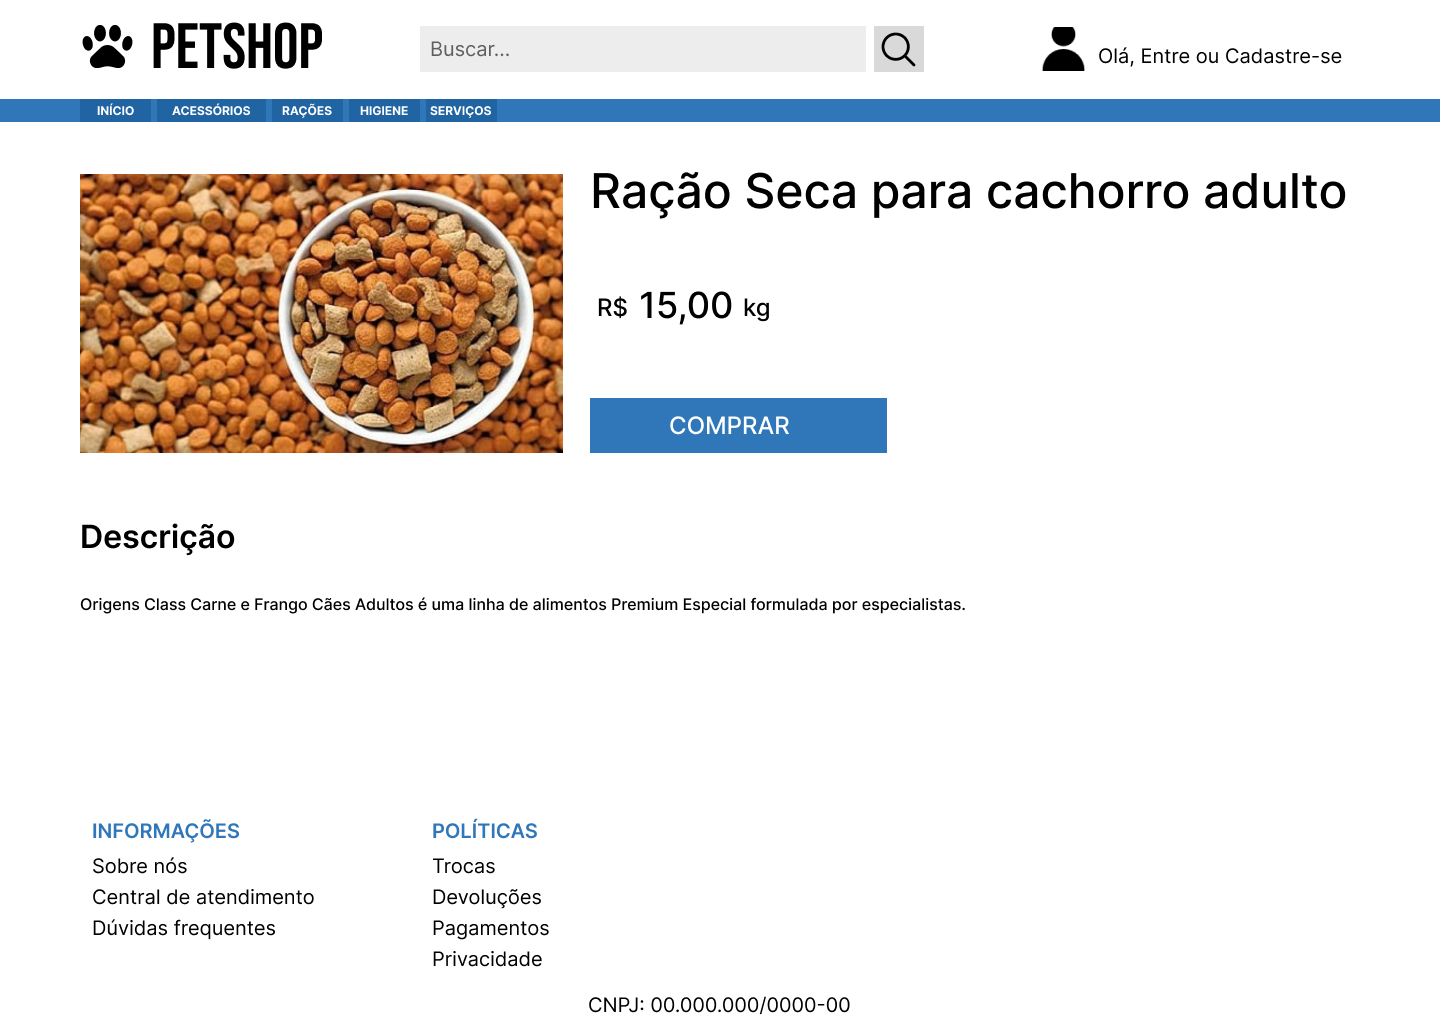 PETSHOP
Buscar...
Olá, Entre ou Cadastre-se
INÍCIO ACESSÓRIOS RAÇÕES HIGIENE SERVIÇOS
Ração Seca para cachorro adulto
R$ 15,00 kg
COMPRAR
Descrição
Origens Class Carne e Frango Cães Adultos é uma linha de alimentos Premium Especial formulada por especialistas.
INFORMAÇÕES
Sobre nós
Central de atendimento
Dúvidas frequentes
POLÍTICAS
Trocas
Devoluções
Pagamentos
Privacidade
CNPJ: 00.000.000/0000-00